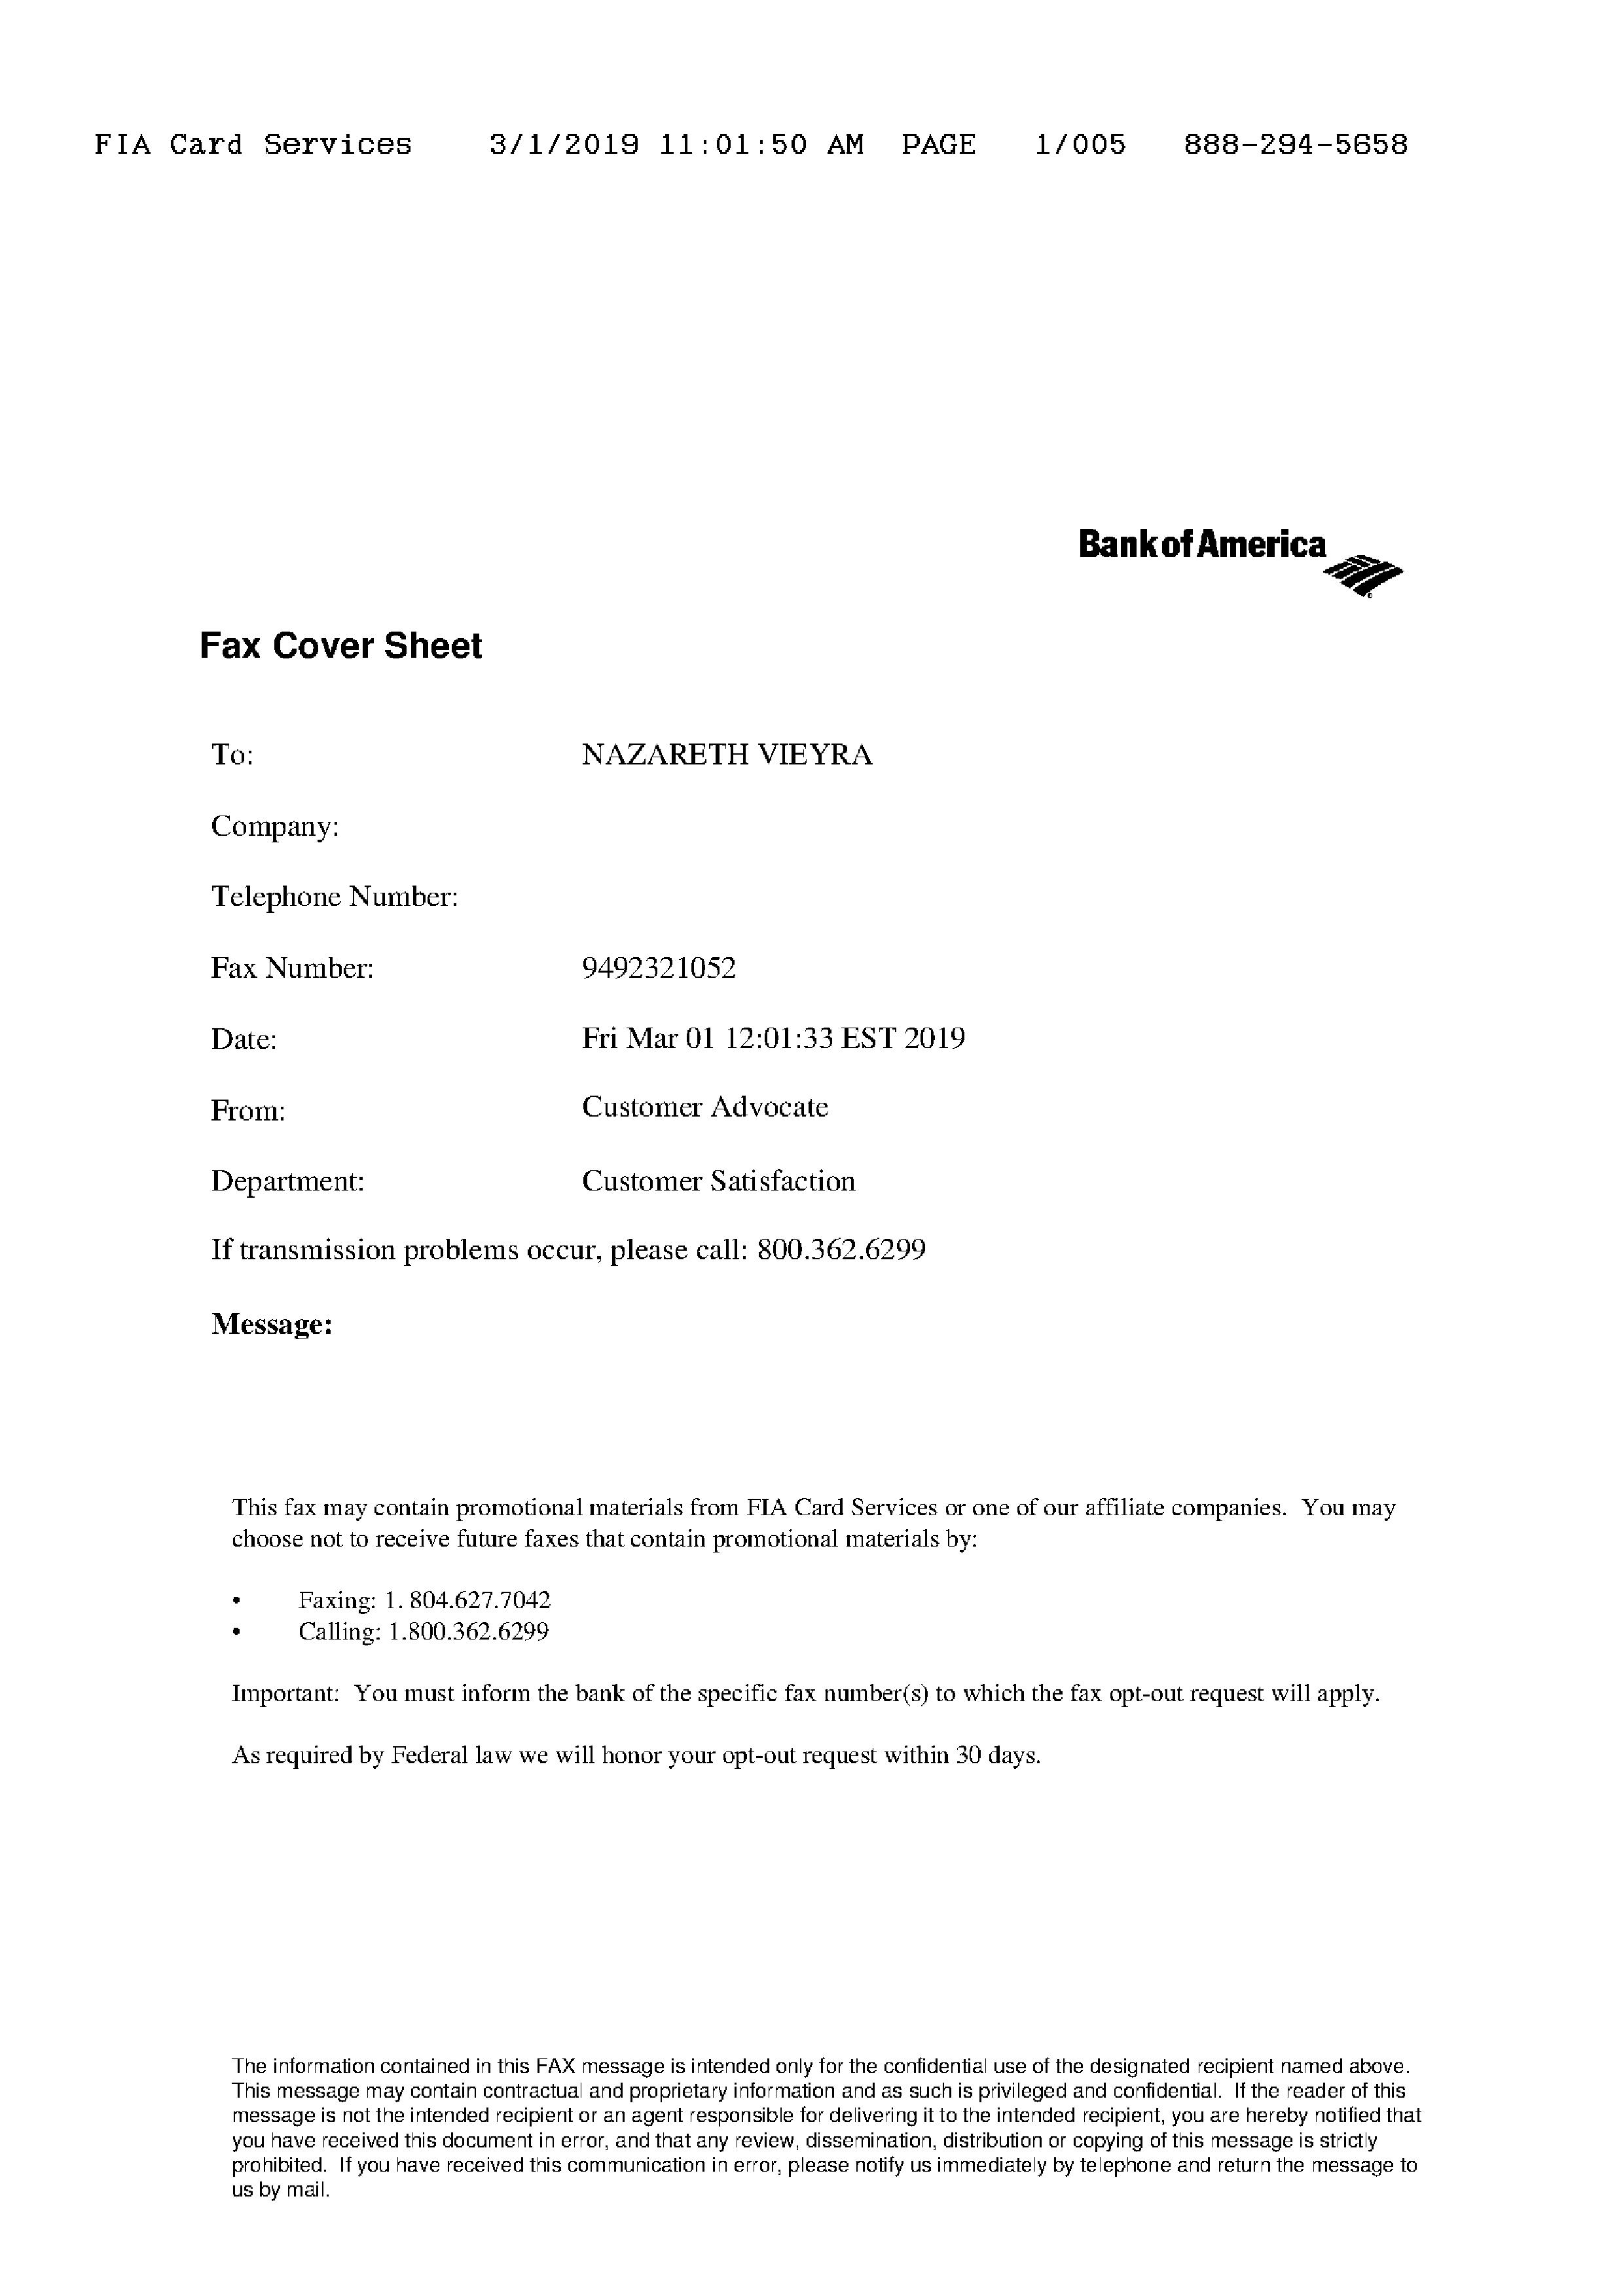 FIA Card Services 3/1/2019 11:01:50 AM PAGE 1/005 888-294-5658
Bank of America
Fax Cover Sheet
To: NAZARETH VIEYRA
Company:
Telephone Number:
Fax Number: 9492321052
Date: Fri Mar 01 12:01:33 EST 2019
From: Customer Advocate
Department: Customer Satisfaction
If transmission problems occur, please call: 800.362.6299
Message:
This fax may contain promotional materials from FIA Card Services or one of our affiliate companies. You may
choose not to receive future faxes that contain promotional materials by:
• Faxing: 1. 804.627.7042
• Calling: 1.800.362.6299
Important: You must inform the bank of the specific fax number(s) to which the fax opt-out request will apply.
As required by Federal law we will honor your opt-out request within 30 days.
The information contained in this FAX message is intended only for the confidential use of the designated recipient named above.
This message may contain contractual and proprietary information and as such is privileged and confidential. If the reader of this
message is not the intended recipient or an agent responsible for delivering it to the intended recipient, you are hereby notified that
you have received this document in error, and that any review, dissemination, distribution or copying of this message is strictly
prohibited. If you have received this communication in error, please notify us immediately by telephone and return the message to
us by mail.